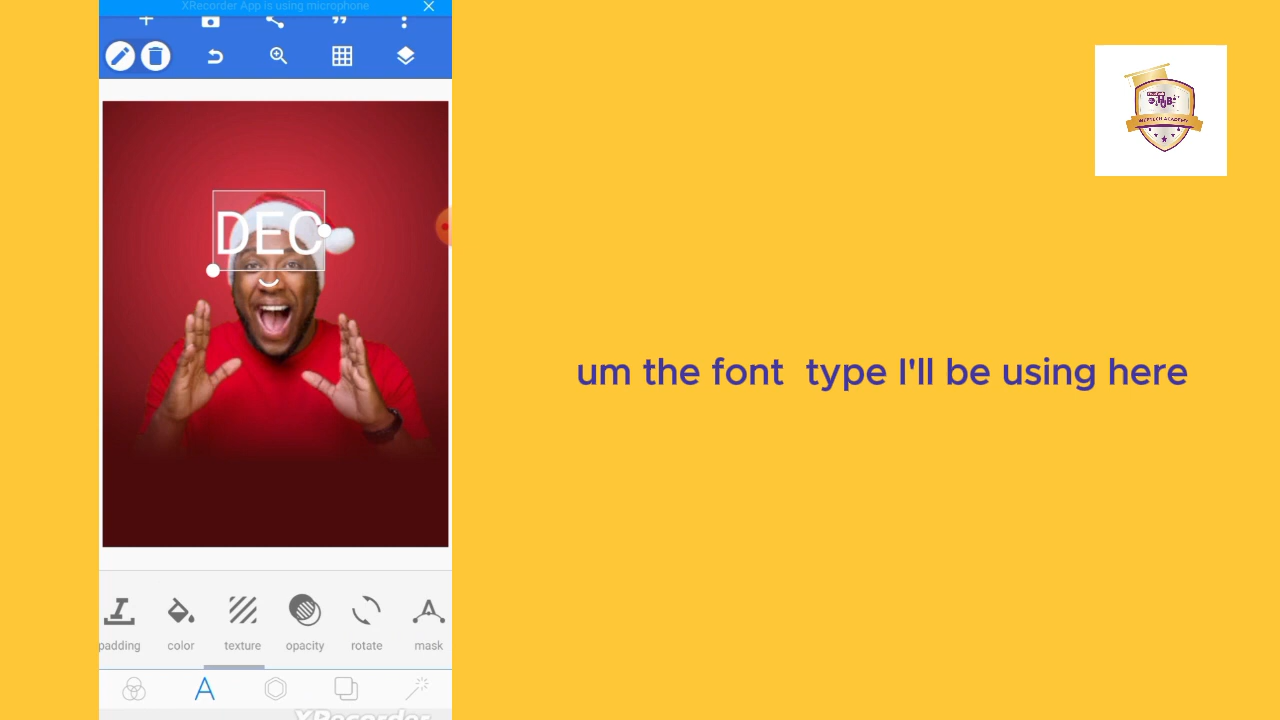 XRecorder App is using microphone
DEC
um the font type I'll be using here
padding color texture opacity rotate mask
XRecorder